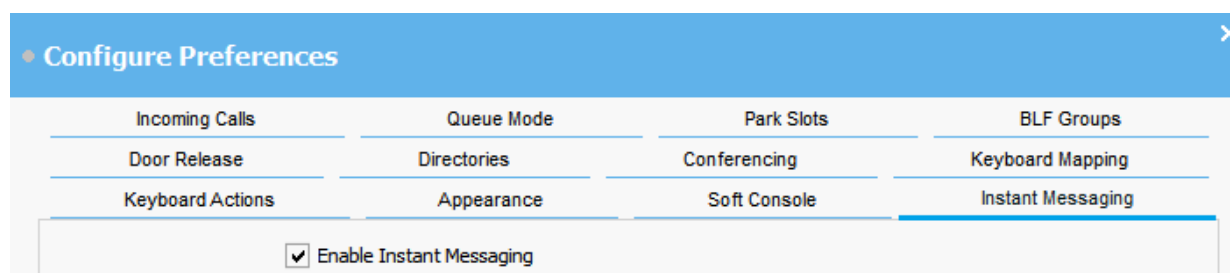 Configure Preferences
Incoming Calls Queue Mode Park Slots BLF Groups
Door Release Directories Conferencing Keyboard Mapping
Keyboard Actions Appearance Soft Console Instant Messaging
Enable Instant Messaging